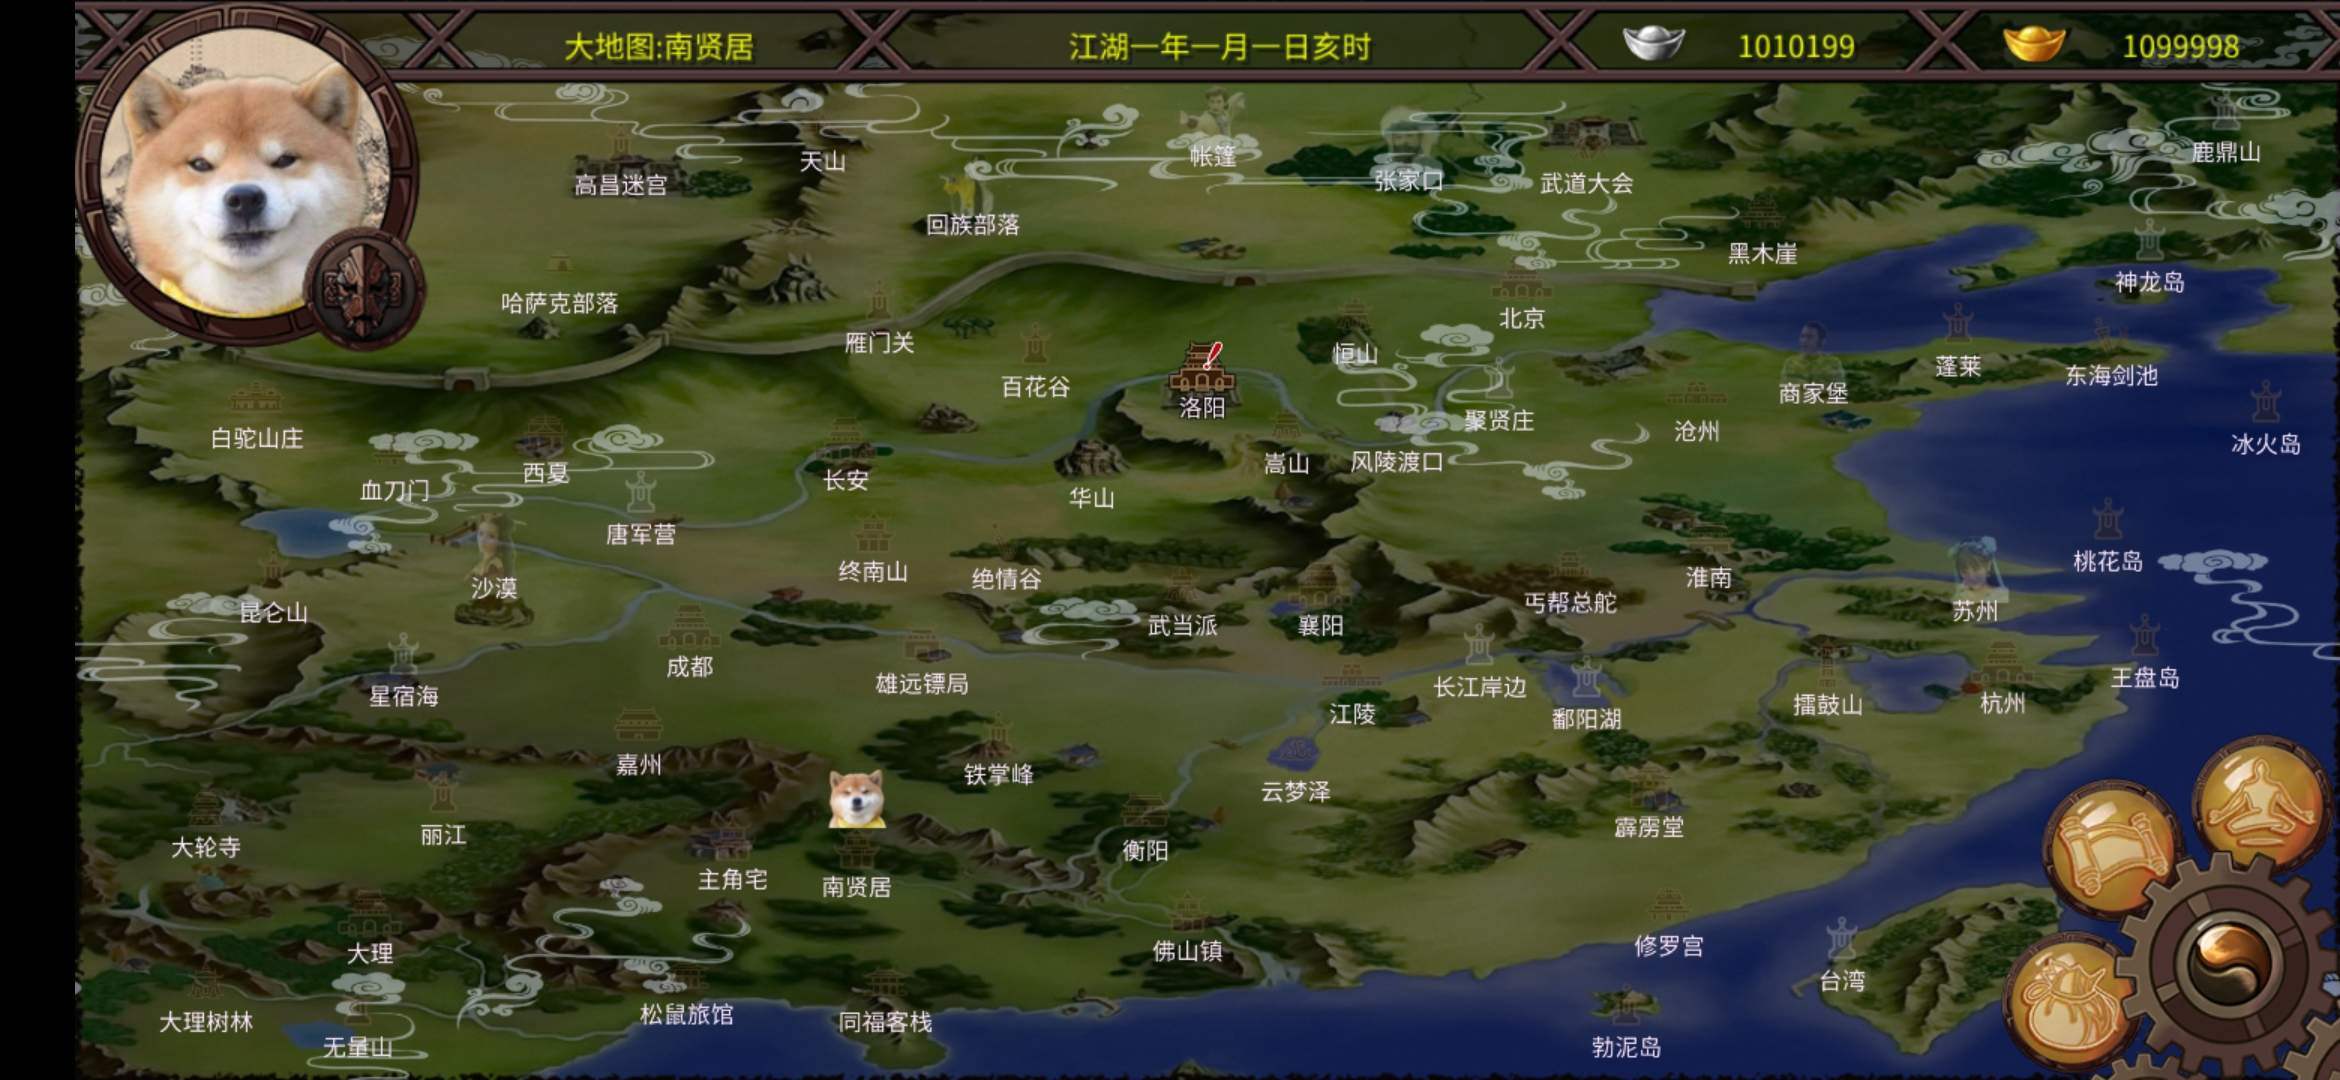 大地图:南贤居
江湖一年一月一日亥时
1010199
1099998
天山
高昌迷宫
帐篷
张家口
武道大会
鹿鼎山
回族部落
黑木崖
神龙岛
哈萨克部落
北京
雁门关
恒山
蓬莱
东海剑池
百花谷
商家堡
洛阳
聚贤庄
沧州
冰火岛
白驼山庄
西夏
嵩山
风陵渡口
长安
血刀门
华山
唐军营
桃花岛
终南山
绝情谷
淮南
沙漠
丐帮总舵
苏州
昆仑山
武当派
襄阳
成都
雄远镖局
长江岸边
王盘岛
星宿海
江陵
鄱阳湖
擂鼓山
杭州
嘉州
铁掌峰
云梦泽
霹雳堂
丽江
大轮寺
衡阳
主角宅
南贤居
大理
佛山镇
修罗宫
台湾
大理树林
松鼠旅馆
同福客栈
无量山
勃泥岛